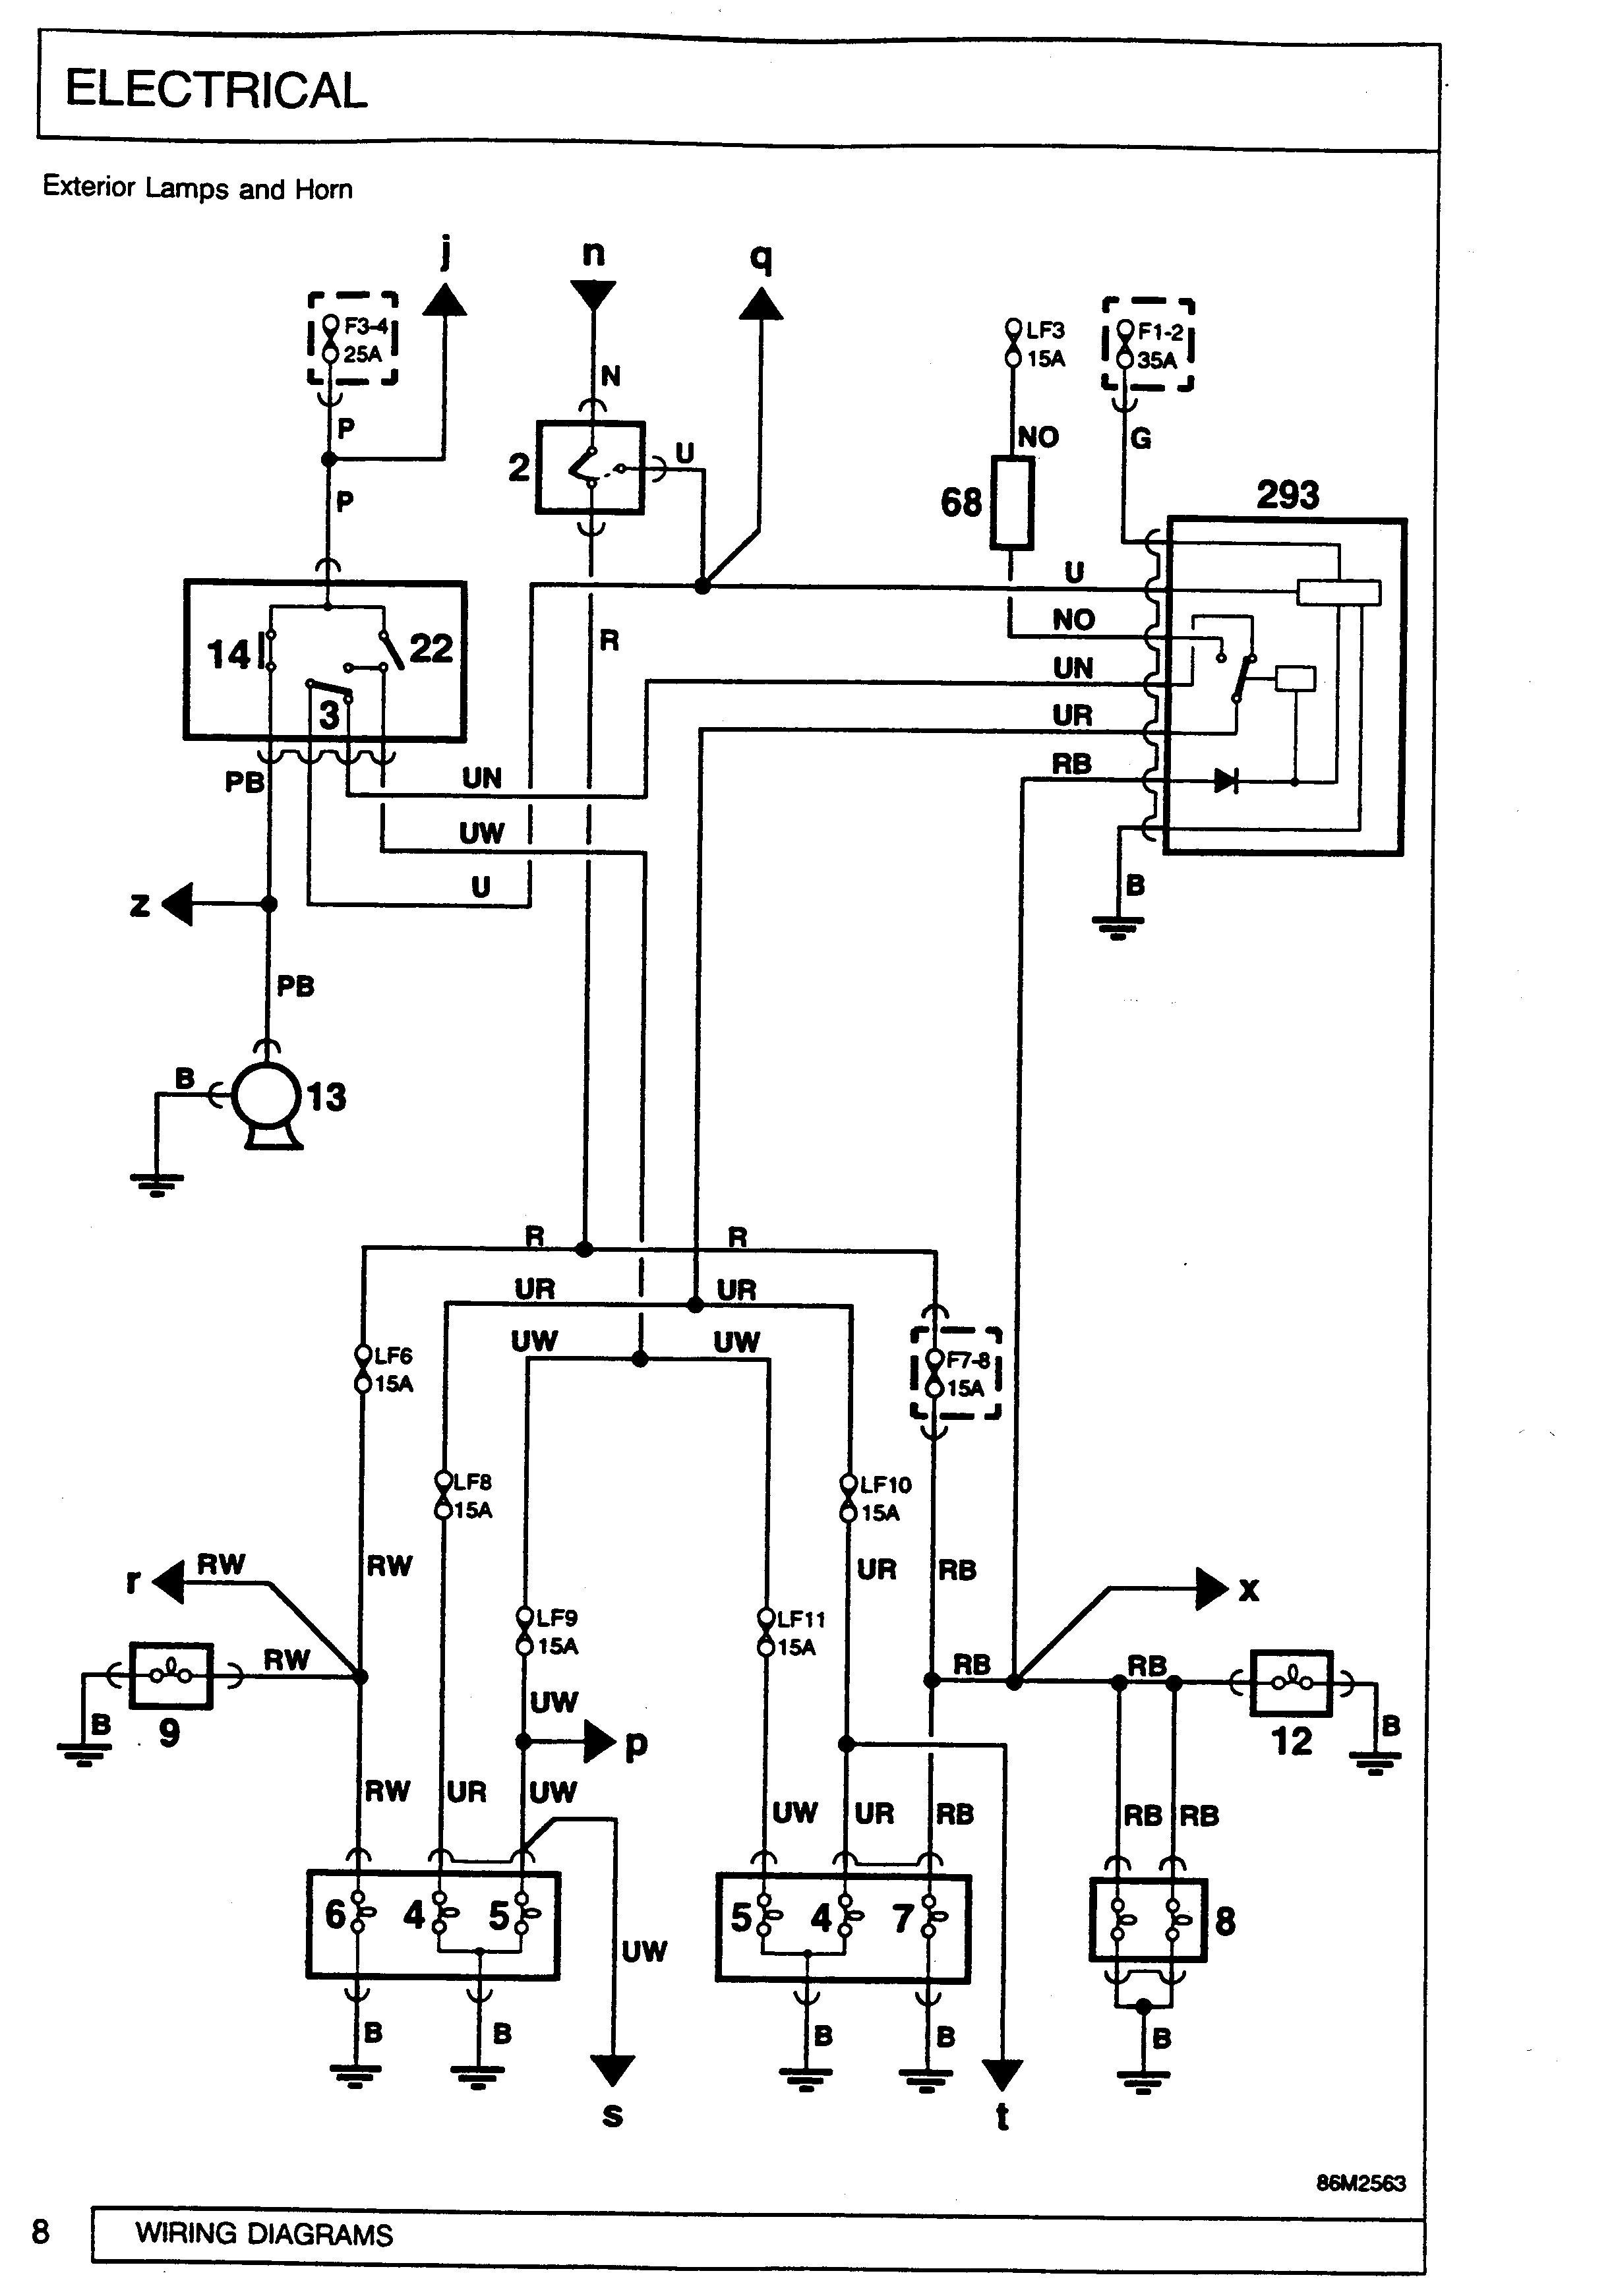 ELECTRICAL
Exterior Lamps and Horn
j
n
q
F3-4
25A
LF3
15A
F1-2
35A
N
P
U
NO
G
2
68
293
P
U
R
NO
14
22
UN
3
UR
PB
UN
RB
UW
U
B
z
PB
B
13
R
R
UR
UR
UW
UW
LF6
15A
F7-8
15A
LF8
15A
LF10
15A
r
RW
RW
UR
RB
x
LF9
15A
LF11
15A
RW
RB
RB
B
9
UW
p
12
B
RW
UR
UW
UW
UR
RB
RB
RB
6
4
5
5
4
7
8
UW
B
B
B
B
B
s
t
86M2563
8
WIRING DIAGRAMS